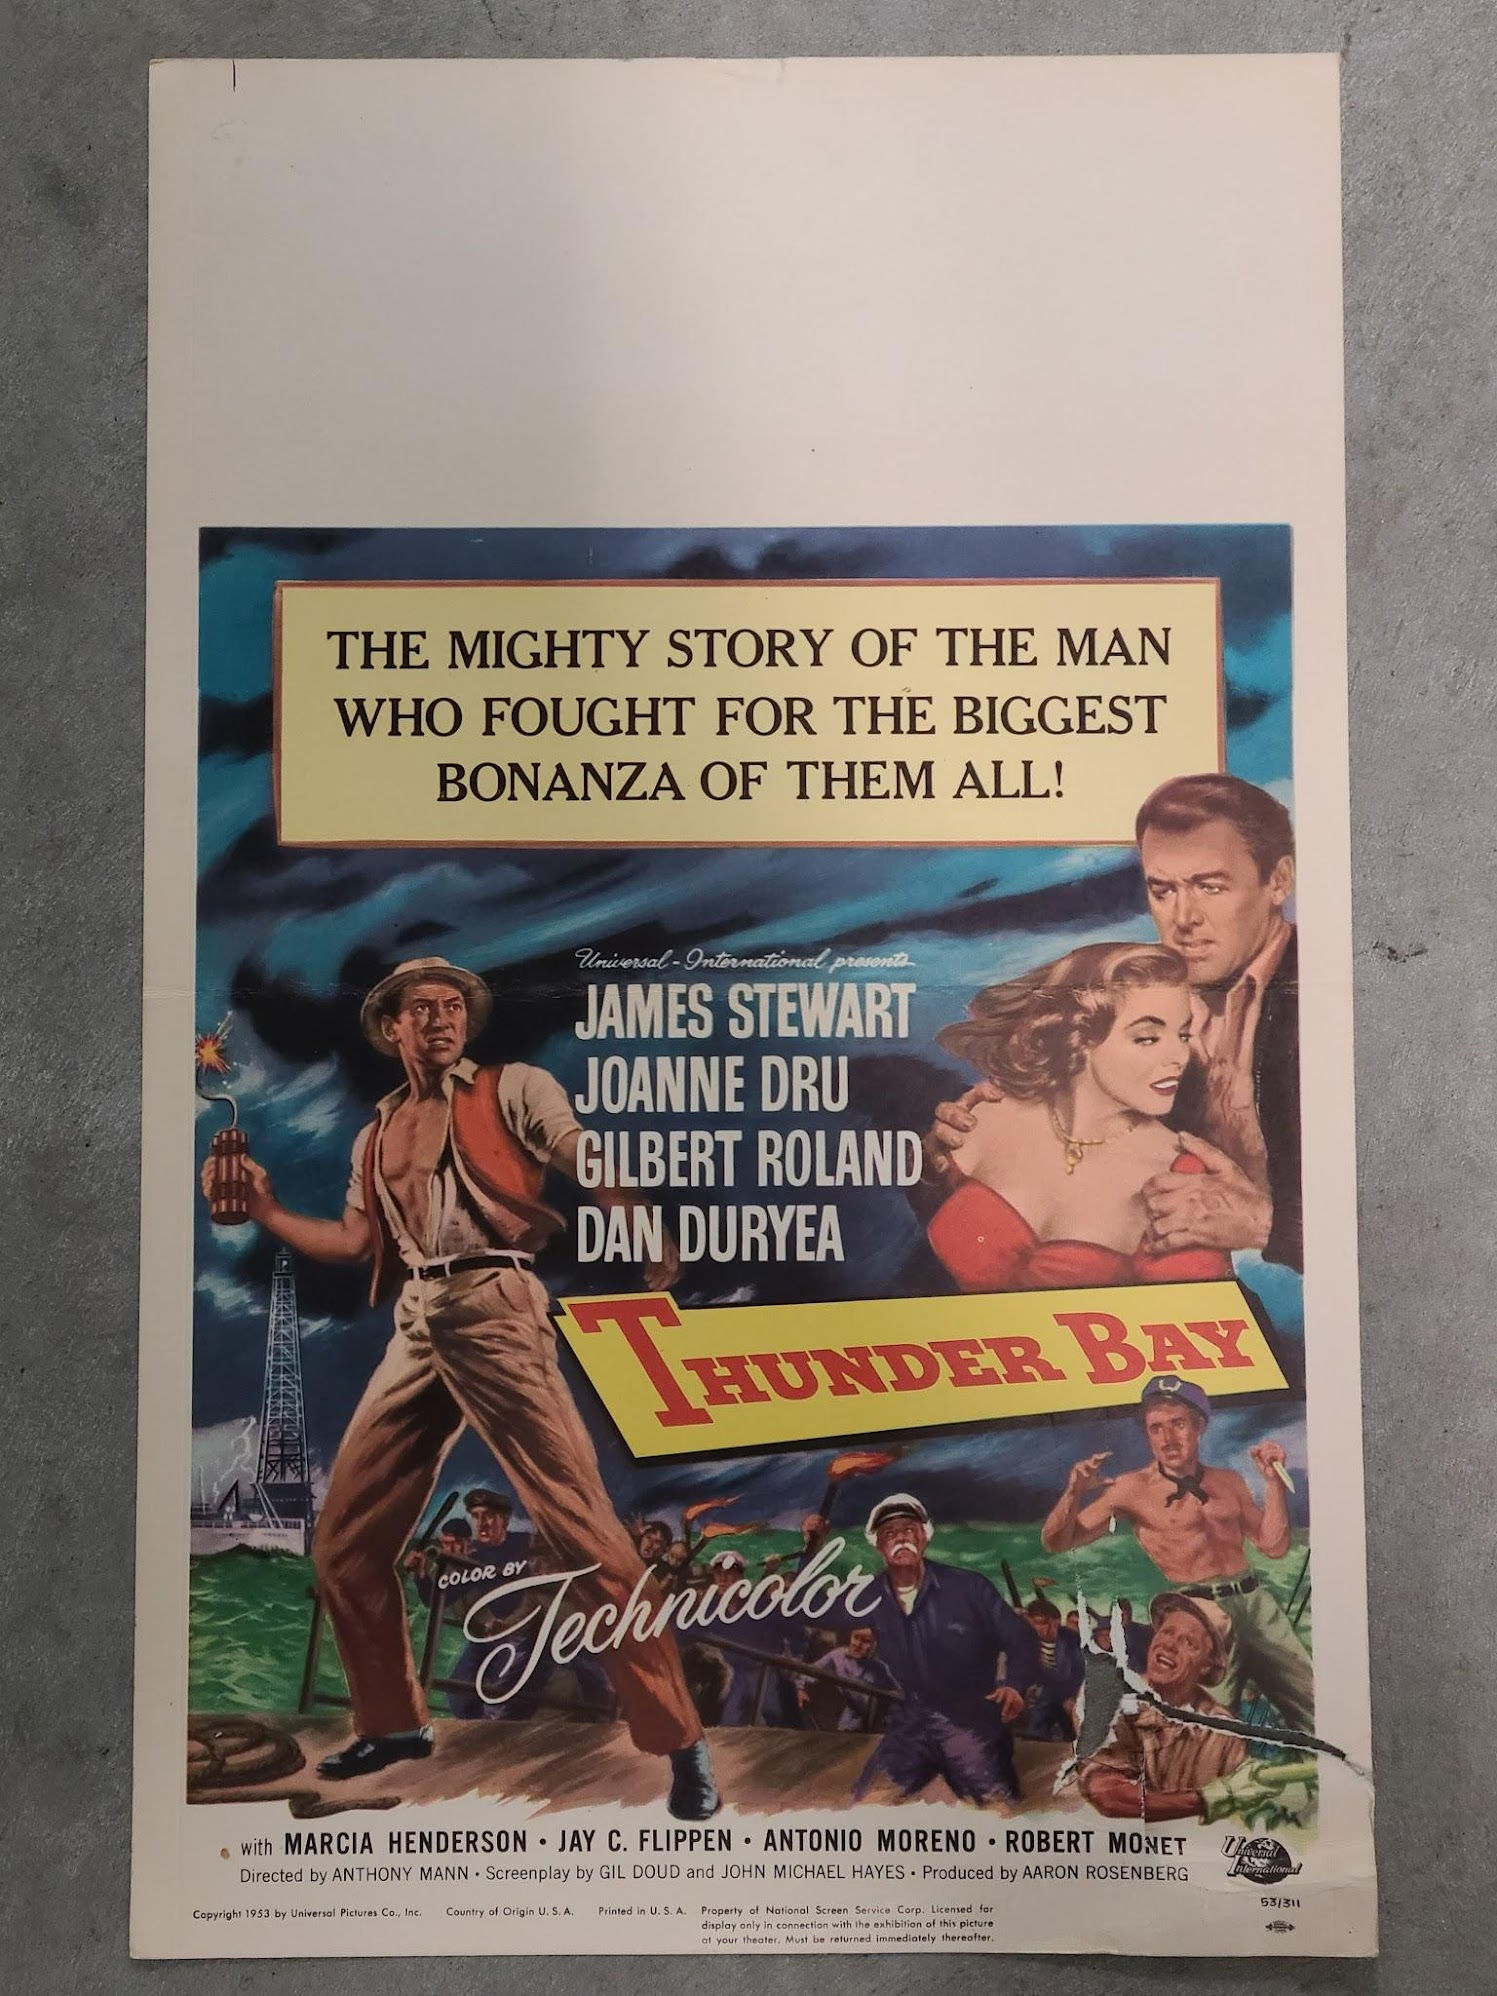 THE MIGHTY STORY OF THE MAN
WHO FOUGHT FOR THE BIGGEST
BONANZA OF THEM ALL!
Universal-International presents
JAMES STEWART
JOANNE DRU
GILBERT ROLAND
DAN DURYEA
THUNDER BAY
COLOR BY
Technicolor
with MARCIA HENDERSON • JAY C. FLIPPEN • ANTONIO MORENO • ROBERT MONET
Directed by ANTHONY MANN • Screenplay by GIL DOUD and JOHN MICHAEL HAYES • Produced by AARON ROSENBERG
Universal International
53/311
Copyright 1953 by Universal Pictures Co., Inc. Country of Origin U. S. A. Printed in U. S. A. Property of National Screen Service Corp. Licensed for
display only in connection with the exhibition of this picture
at your theater. Must be returned immediately thereafter.